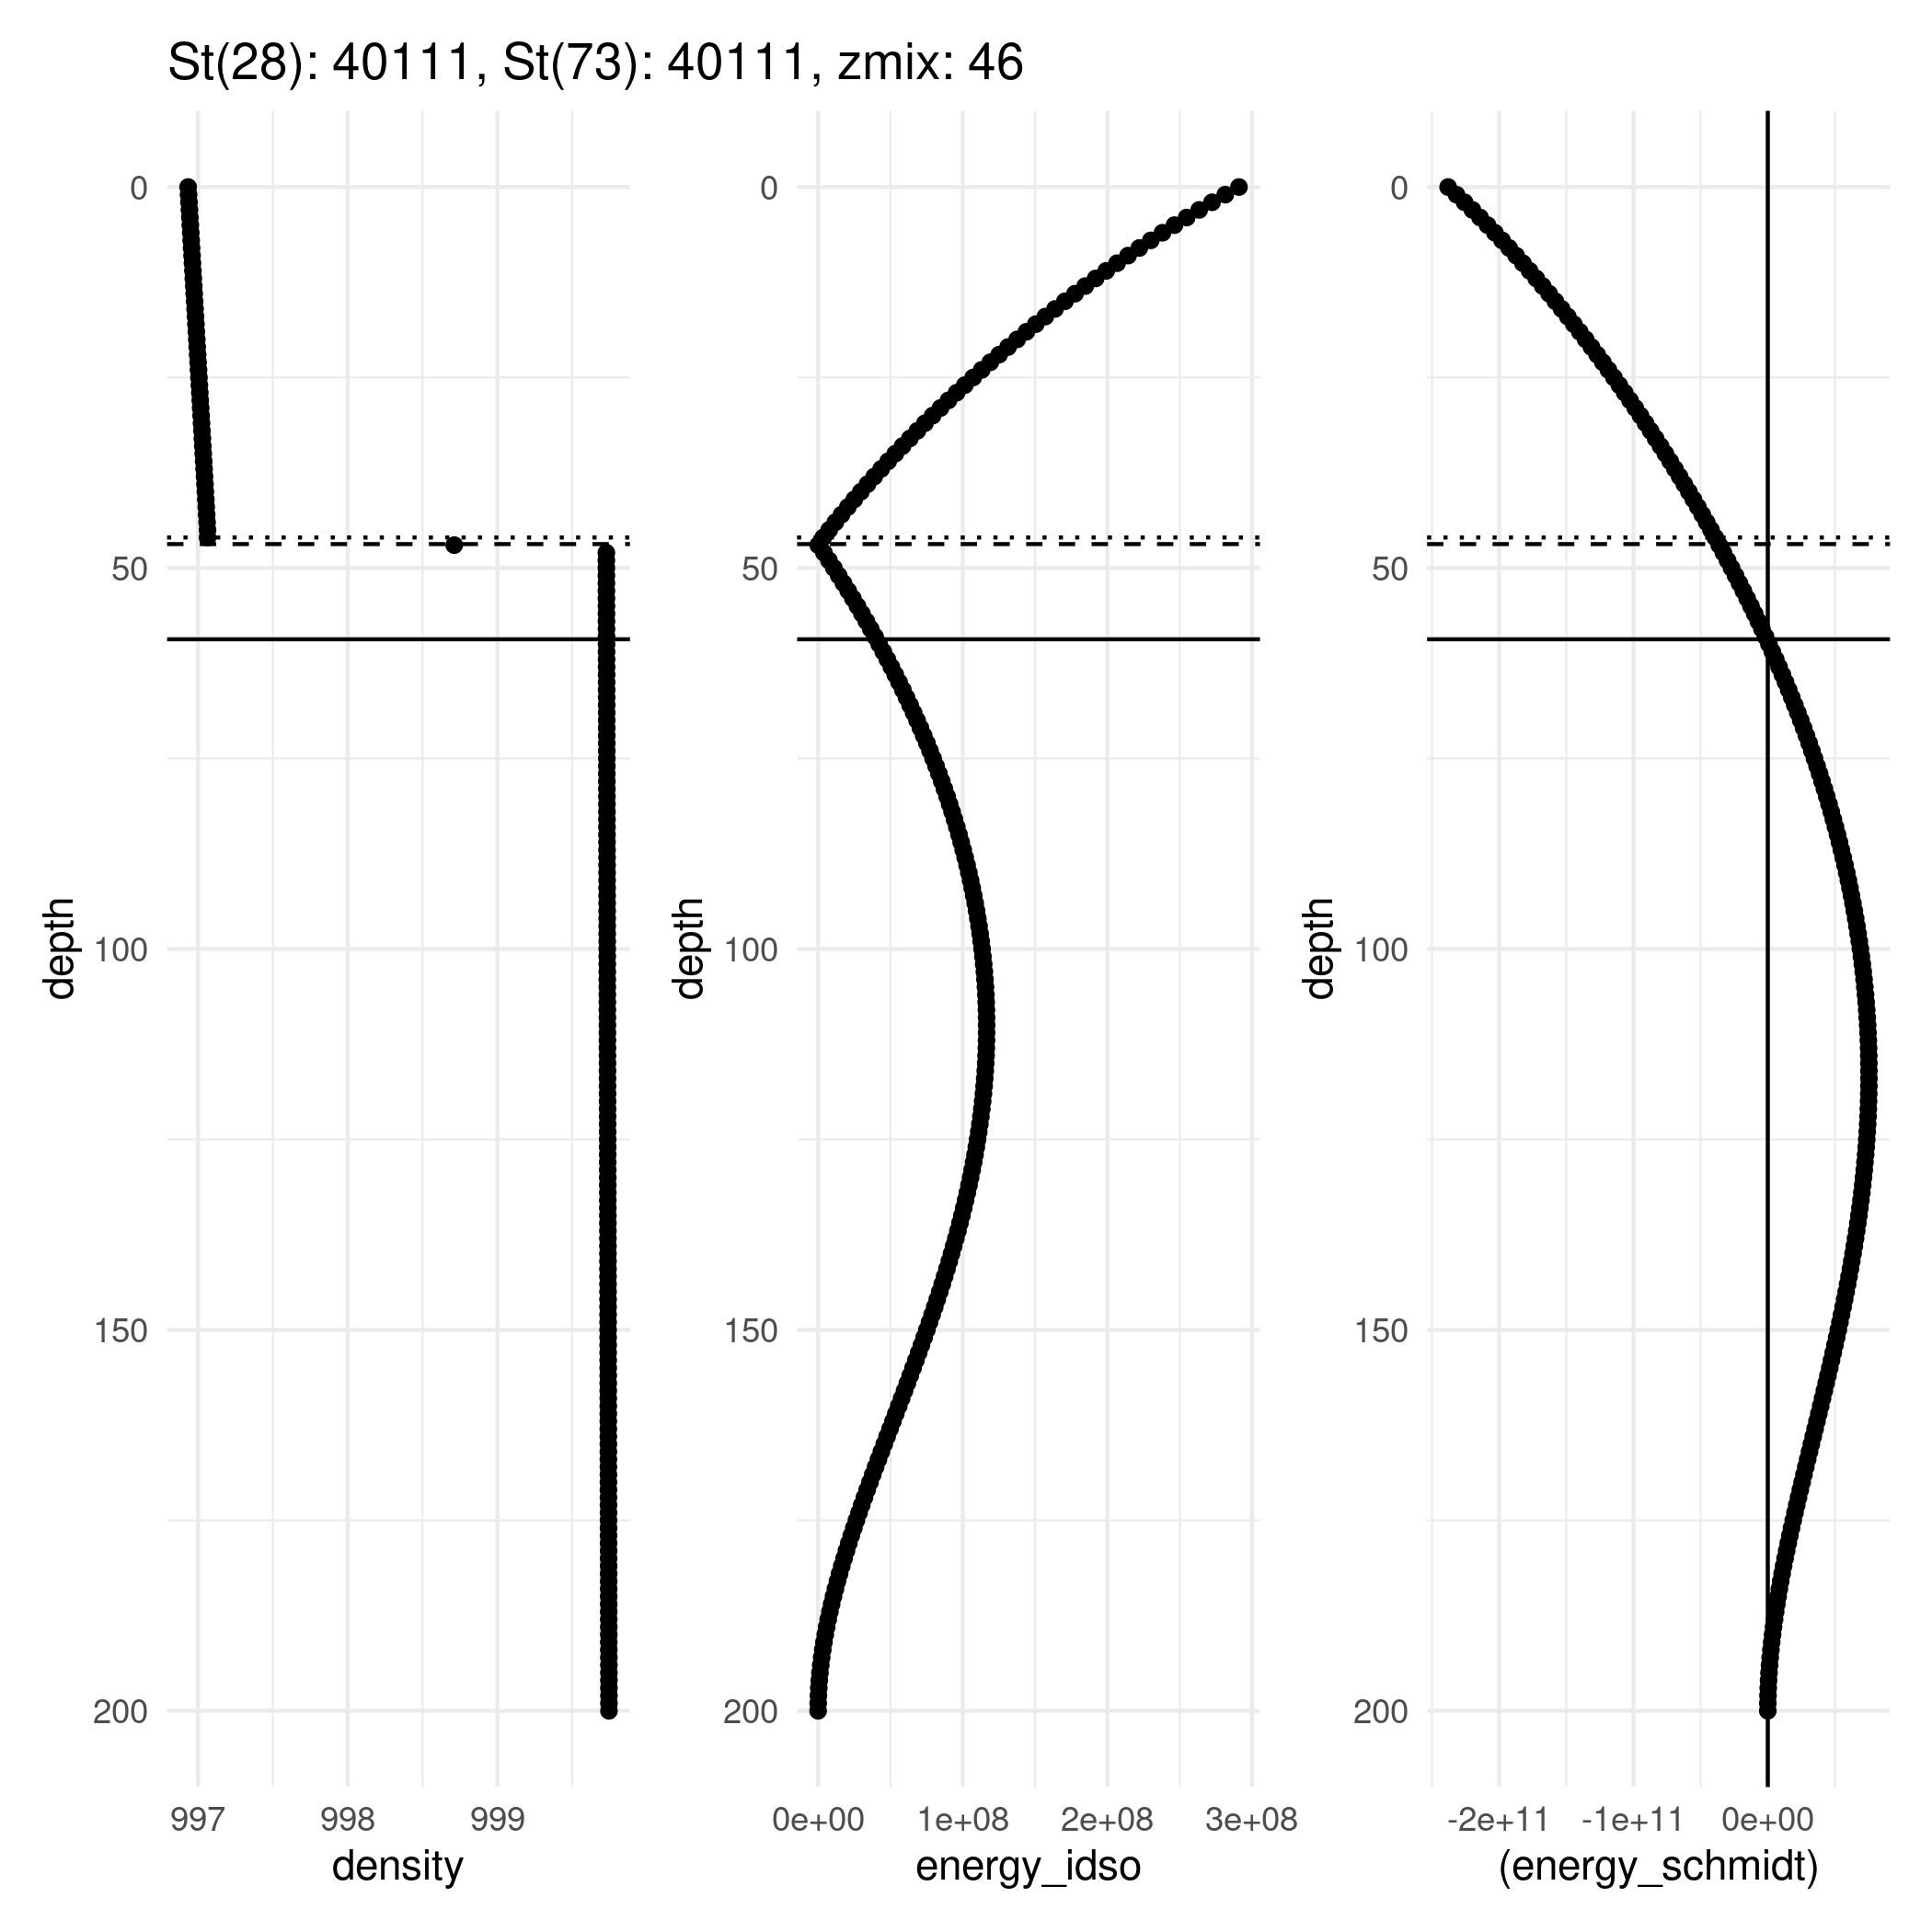 St(28): 40111, St(73): 40111, zmix: 46
0
50
100
150
200
depth
997
998
999
density
0
50
100
150
200
depth
0e+00
1e+08
2e+08
3e+08
energy_idso
0
50
100
150
200
depth
-2e+11
-1e+11
0e+00
(energy_schmidt)